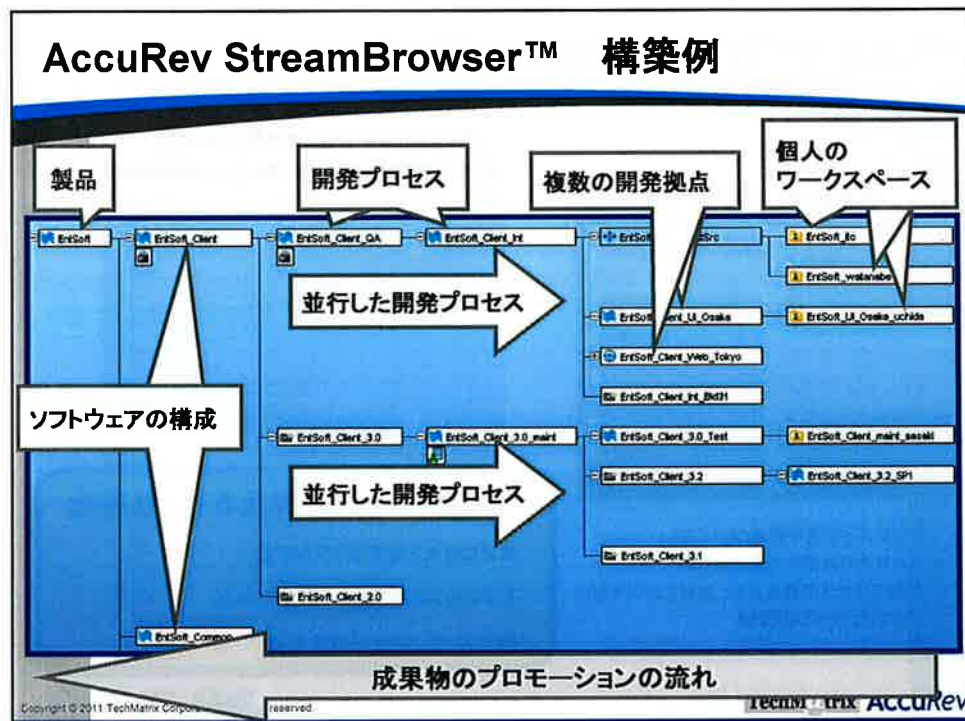 AccuRev StreamBrowser™ 構築例
製品
開発プロセス
複数の開発拠点
個人の
ワークスペース
EntSoft
EntSoft_Client
EntSoft_Client_QA
EntSoft_Client_Int
EntSoft_ito
EntSoft_watanabe
並行した開発プロセス
EntSoft_Client_UI_Osaka
EntSoft_UI_Osaka_uchida
EntSoft_Client_Web_Tokyo
EntSoft_Client_Int_Bld31
ソフトウェアの構成
EntSoft_Client_3.0
EntSoft_Client_3.0_maint
EntSoft_Client_3.0_Test
EntSoft_Client_maint_sasaki
並行した開発プロセス
EntSoft_Client_3.2
EntSoft_Client_3.2_SP1
EntSoft_Client_3.1
EntSoft_Client_2.0
EntSoft_Common
成果物のプロモーションの流れ
Copyright © 2011 TechMatrix reserved.
TechMatrix AccuRev